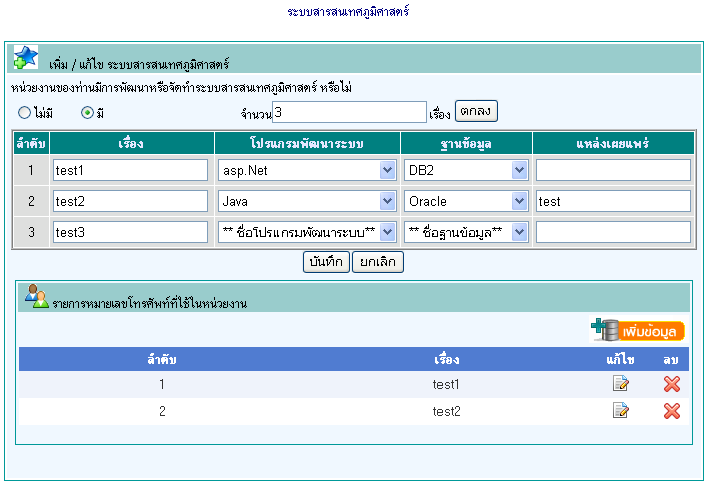 ระบบสารสนเทศภูมิศาสตร์
เพิ่ม / แก้ไข ระบบสารสนเทศภูมิศาสตร์
หน่วยงานของท่านมีการพัฒนาหรือจัดทำระบบสารสนเทศภูมิศาสตร์ หรือไม่
ไม่มี มี จำนวน 3 เรื่อง ตกลง
ลำดับ เรื่อง โปรแกรมพัฒนาระบบ ฐานข้อมูล แหล่งเผยแพร่
1 test1 asp.Net DB2
2 test2 Java Oracle test
3 test3 ** ชื่อโปรแกรมพัฒนาระบบ** ** ชื่อฐานข้อมูล**
บันทึก ยกเลิก
รายการหมายเลขโทรศัพท์ที่ใช้ในหน่วยงาน
เพิ่มข้อมูล
ลำดับ เรื่อง แก้ไข ลบ
1 test1
2 test2